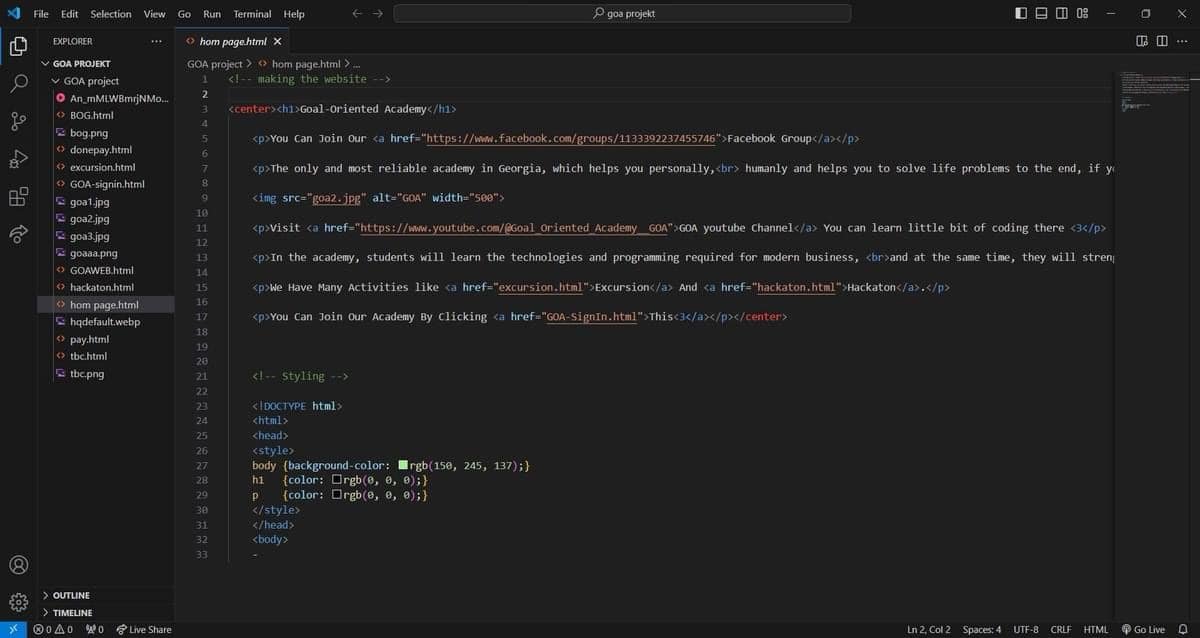 File Edit Selection View Go Run Terminal Help
goa projekt
EXPLORER
GOA PROJEKT
GOA project
An_mMLWBmrjNMo...
BOG.html
bog.png
donepay.html
excursion.html
GOA-signin.html
goa1.jpg
goa2.jpg
goa3.jpg
goaaa.png
GOAWEB.html
hackaton.html
hom page.html
hqdefault.webp
pay.html
tbc.html
tbc.png
OUTLINE
TIMELINE
hom page.html
GOA project > hom page.html > ...
1 <!-- making the website -->
2
3 <center><h1>Goal-Oriented Academy</h1>
4
5 <p>You Can Join Our <a href="https://www.facebook.com/groups/1133392237455746">Facebook Group</a></p>
6
7 <p>The only and most reliable academy in Georgia, which helps you personally,<br> humanly and helps you to solve life problems to the end, if y
8
9 <img src="goa2.jpg" alt="GOA" width="500">
10
11 <p>Visit <a href="https://www.youtube.com/@Goal_Oriented_Academy__GOA">GOA youtube Channel</a> You can learn little bit of coding there <3</p>
12
13 <p>In the academy, students will learn the technologies and programming required for modern business, <br>and at the same time, they will streng
14
15 <p>We Have Many Activities like <a href="excursion.html">Excursion</a> And <a href="hackaton.html">Hackaton</a>.</p>
16
17 <p>You Can Join Our Academy By Clicking <a href="GOA-SignIn.html">This<3</a></p></center>
18
19
20
21 <!-- Styling -->
22
23 <!DOCTYPE html>
24 <html>
25 <head>
26 <style>
27 body {background-color: rgb(150, 245, 137);}
28 h1 {color: rgb(0, 0, 0);}
29 p {color: rgb(0, 0, 0);}
30 </style>
31 </head>
32 <body>
33 -
0 0 0 Live Share
Ln 2, Col 2 Spaces: 4 UTF-8 CRLF HTML Go Live